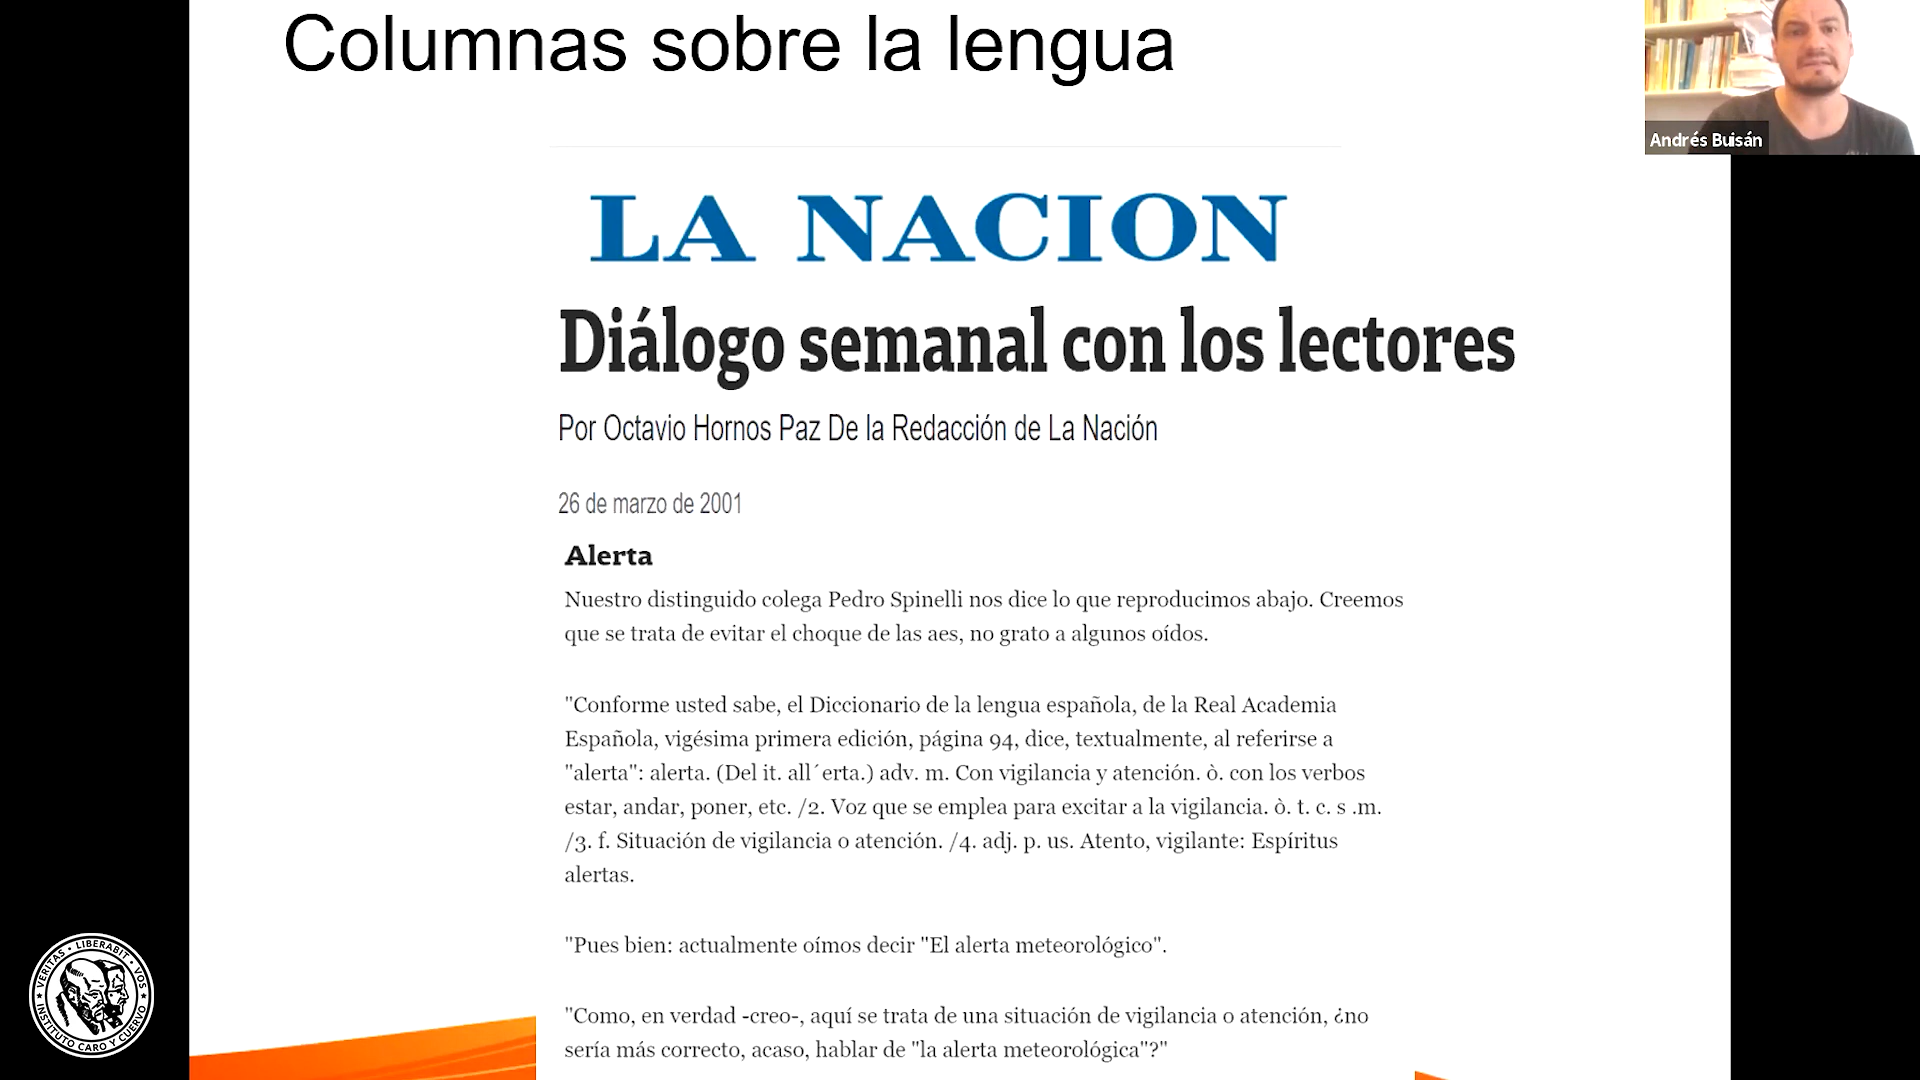 Columnas sobre la lengua
Andrés Buisán
LA NACION
Diálogo semanal con los lectores
Por Octavio Hornos Paz De la Redacción de La Nación
26 de marzo de 2001
Alerta
Nuestro distinguido colega Pedro Spinelli nos dice lo que reproducimos abajo. Creemos
que se trata de evitar el choque de las aes, no grato a algunos oídos.
"Conforme usted sabe, el Diccionario de la lengua española, de la Real Academia
Española, vigésima primera edición, página 94, dice, textualmente, al referirse a
"alerta": alerta. (Del it. all´erta.) adv. m. Con vigilancia y atención. ò. con los verbos
estar, andar, poner, etc. /2. Voz que se emplea para excitar a la vigilancia. ò. t. c. s .m.
/3. f. Situación de vigilancia o atención. /4. adj. p. us. Atento, vigilante: Espíritus
alertas.
"Pues bien: actualmente oímos decir "El alerta meteorológico".
"Como, en verdad -creo-, aquí se trata de una situación de vigilancia o atención, ¿no
sería más correcto, acaso, hablar de "la alerta meteorológica"?"
VERITAS • LIBERABIT • VOS
INSTITUTO CARO Y CUERVO